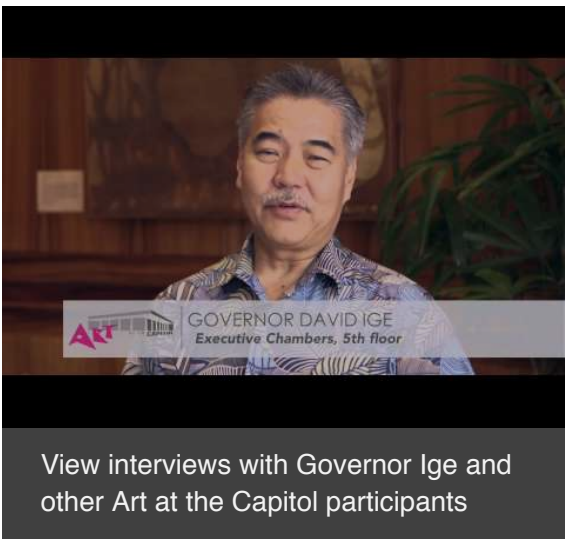 ART
CAPITOL
GOVERNOR DAVID IGE
Executive Chambers, 5th floor
View interviews with Governor Ige and
other Art at the Capitol participants